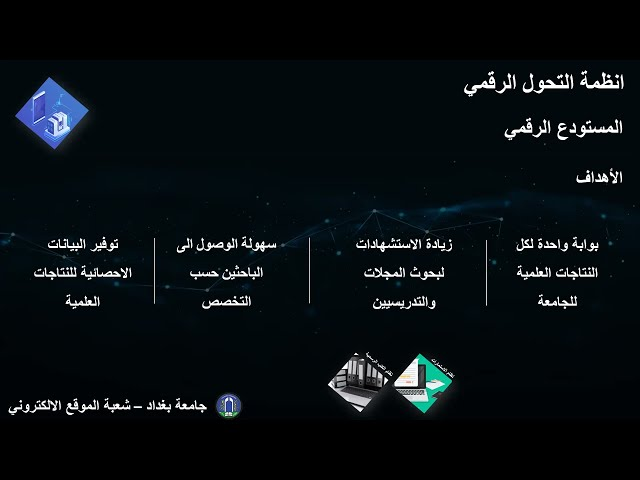 انظمة التحول الرقمي
المستودع الرقمي
الأهداف
بوابة واحدة لكل
النتاجات العلمية
للجامعة
زيادة الاستشهادات
لبحوث المجلات
والتدريسيين
سهولة الوصول الى
الباحثين حسب
التخصص
توفير البيانات
الاحصائية للنتاجات
العلمية
جامعة بغداد – شعبة الموقع الالكتروني